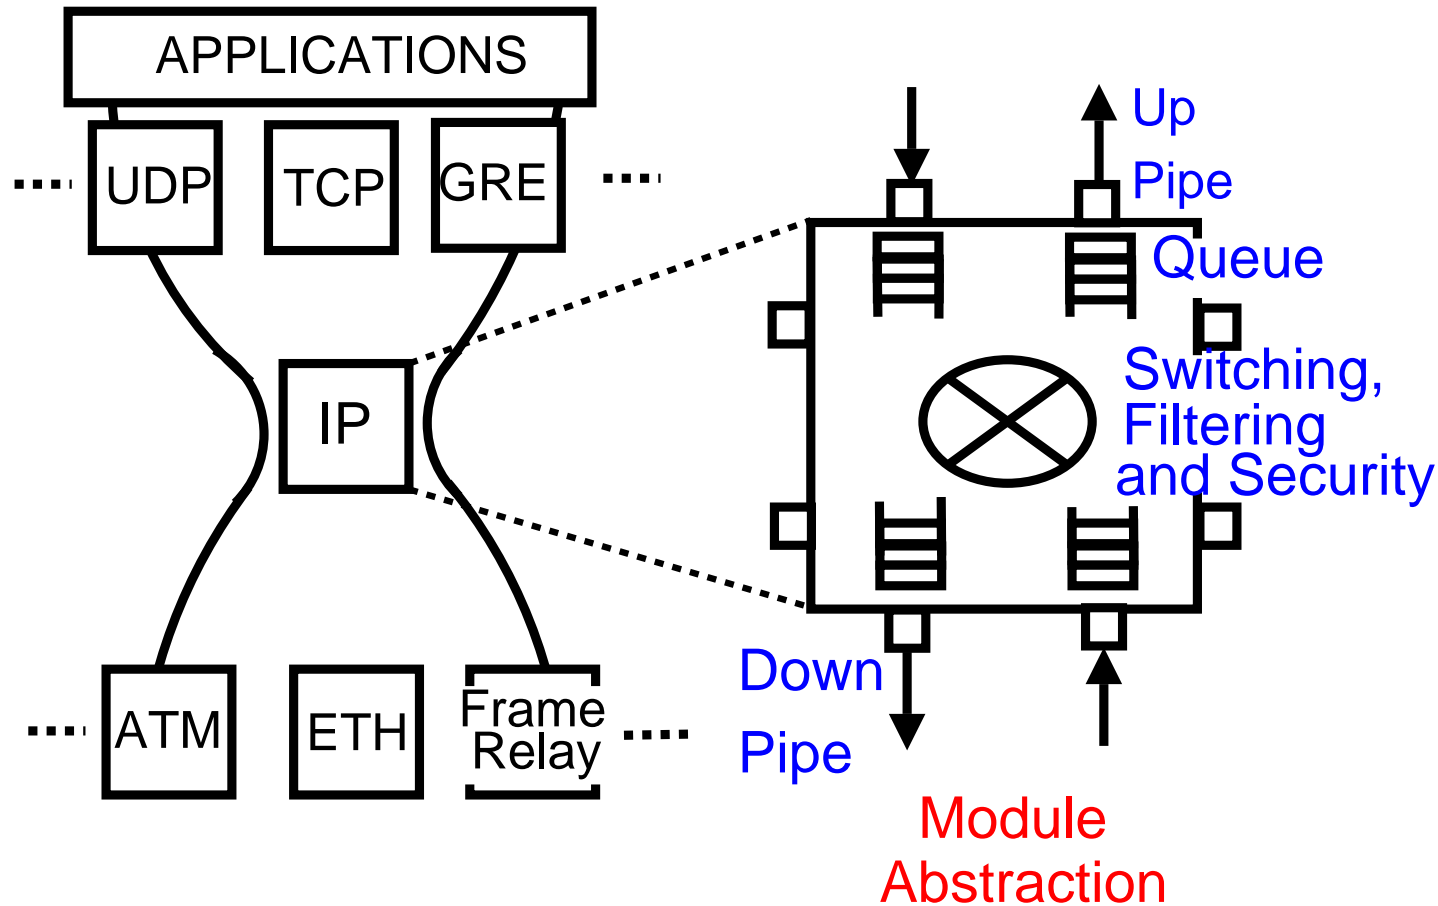 APPLICATIONS
UDP
TCP
GRE
IP
ATM
ETH
Frame
Relay
Up
Pipe
Queue
Switching,
Filtering
and Security
Down
Pipe
Module
Abstraction